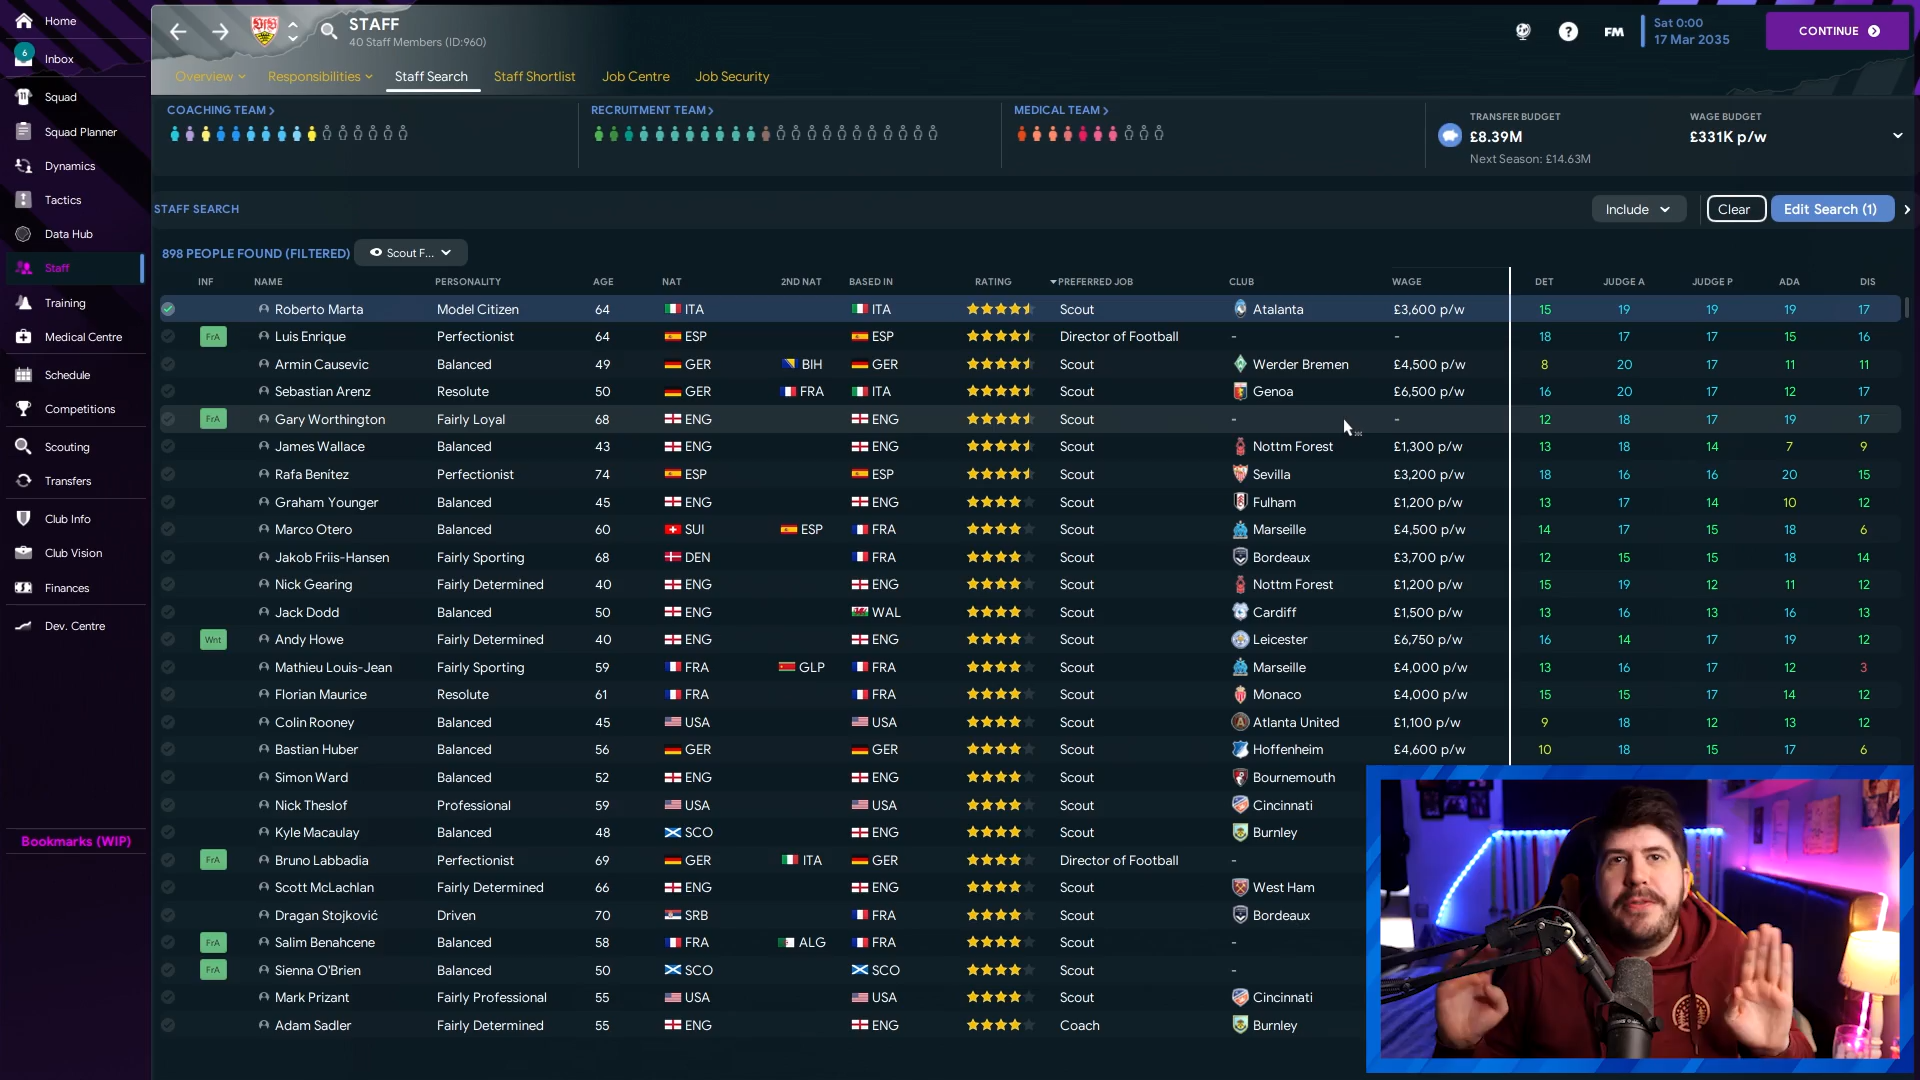 Home
6
Inbox
Squad
Squad Planner
Dynamics
Tactics
Data Hub
Staff
Training
Medical Centre
Schedule
Competitions
Scouting
Transfers
Club Info
Club Vision
Finances
Dev. Centre
Bookmarks (WIP)
STAFF
40 Staff Members (ID:960)
? FM Sat 0:00
17 Mar 2035
CONTINUE
Overview Responsibilities Staff Search Staff Shortlist Job Centre Job Security
COACHING TEAM > RECRUITMENT TEAM > MEDICAL TEAM >
TRANSFER BUDGET WAGE BUDGET
£8.39M £331K p/w
Next Season: £14.63M
STAFF SEARCH Include Clear Edit Search (1)
898 PEOPLE FOUND (FILTERED) Scout F...
INF NAME PERSONALITY AGE NAT 2ND NAT BASED IN RATING PREFERRED JOB CLUB WAGE DET JUDGE A JUDGE P ADA DIS
Roberto Marta Model Citizen 64 ITA ITA Scout Atalanta £3,600 p/w 15 19 19 19 17
FrA Luis Enrique Perfectionist 64 ESP ESP Director of Football - - 18 17 17 15 16
Armin Causevic Balanced 49 GER BIH GER Scout Werder Bremen £4,500 p/w 8 20 17 11 11
Sebastian Arenz Resolute 50 GER FRA ITA Scout Genoa £6,500 p/w 16 20 17 12 17
FrA Gary Worthington Fairly Loyal 68 ENG ENG Scout - - 12 18 17 19 17
James Wallace Balanced 43 ENG ENG Scout Nottm Forest £1,300 p/w 13 18 14 7 9
Rafa Benítez Perfectionist 74 ESP ESP Scout Sevilla £3,200 p/w 18 16 16 20 15
Graham Younger Balanced 45 ENG ENG Scout Fulham £1,200 p/w 13 17 14 10 12
Marco Otero Balanced 60 SUI ESP FRA Scout Marseille £4,500 p/w 14 17 15 18 6
Jakob Friis-Hansen Fairly Sporting 68 DEN FRA Scout Bordeaux £3,700 p/w 12 15 15 18 14
Nick Gearing Fairly Determined 40 ENG ENG Scout Nottm Forest £1,200 p/w 15 19 12 11 12
Jack Dodd Balanced 50 ENG WAL Scout Cardiff £1,500 p/w 13 16 13 16 13
Wnt Andy Howe Fairly Determined 40 ENG ENG Scout Leicester £6,750 p/w 16 14 17 19 12
Mathieu Louis-Jean Fairly Sporting 59 FRA GLP FRA Scout Marseille £4,000 p/w 13 16 17 12 3
Florian Maurice Resolute 61 FRA FRA Scout Monaco £4,000 p/w 15 15 17 14 12
Colin Rooney Balanced 45 USA USA Scout Atlanta United £1,100 p/w 9 18 12 13 12
Bastian Huber Balanced 56 GER GER Scout Hoffenheim £4,600 p/w 10 18 15 17 6
Simon Ward Balanced 52 ENG ENG Scout Bournemouth
Nick Theslof Professional 59 USA USA Scout Cincinnati
Kyle Macaulay Balanced 48 SCO ENG Scout Burnley
FrA Bruno Labbadia Perfectionist 69 GER ITA GER Director of Football -
Scott McLachlan Fairly Determined 66 ENG ENG Scout West Ham
Dragan Stojković Driven 70 SRB FRA Scout Bordeaux
FrA Salim Benahcene Balanced 58 FRA ALG FRA Scout -
FrA Sienna O'Brien Balanced 50 SCO SCO Scout -
Mark Prizant Fairly Professional 55 USA USA Scout Cincinnati
Adam Sadler Fairly Determined 55 ENG ENG Coach Burnley